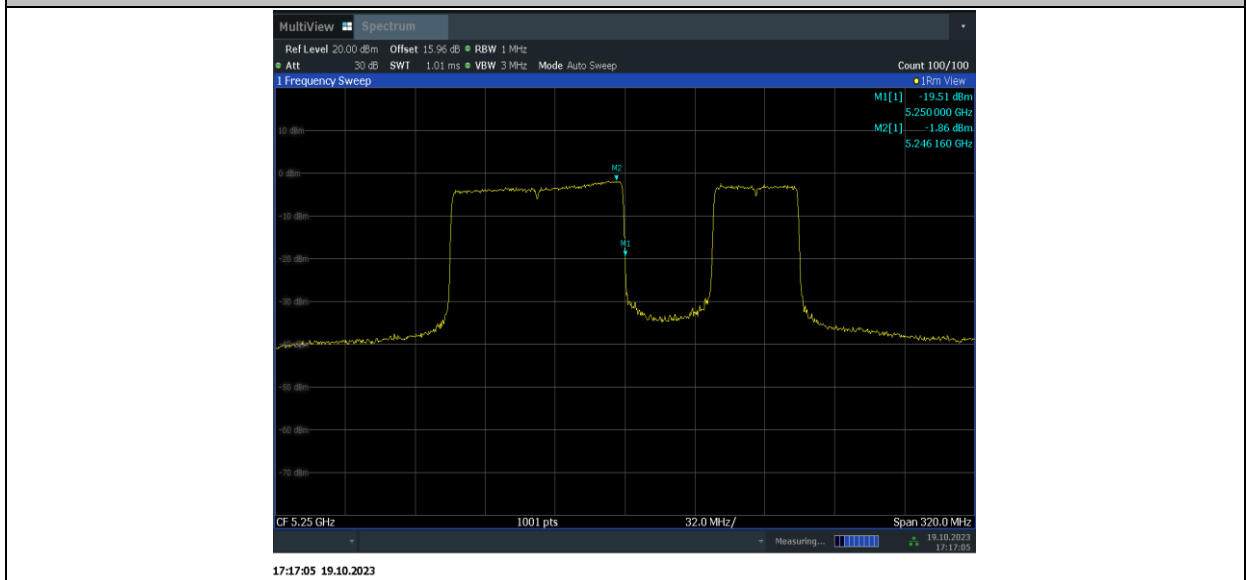 MultiView Spectrum
Ref Level 20.00 dBm Offset 15.96 dB RBW 1 MHz
Att 30 dB SWT 1.01 ms VBW 3 MHz Mode Auto Sweep Count 100/100
1 Frequency Sweep 1Rm View
M1[1] -19.51 dBm
5.250 000 GHz
M2[1] -1.86 dBm
5.246 160 GHz
10 dBm
0 dBm
M2
-10 dBm
M1
-20 dBm
-30 dBm
-40 dBm
-50 dBm
-60 dBm
-70 dBm
CF 5.25 GHz 1001 pts 32.0 MHz/ Span 320.0 MHz
Measuring... 19.10.2023
17:17:05
17:17:05 19.10.2023